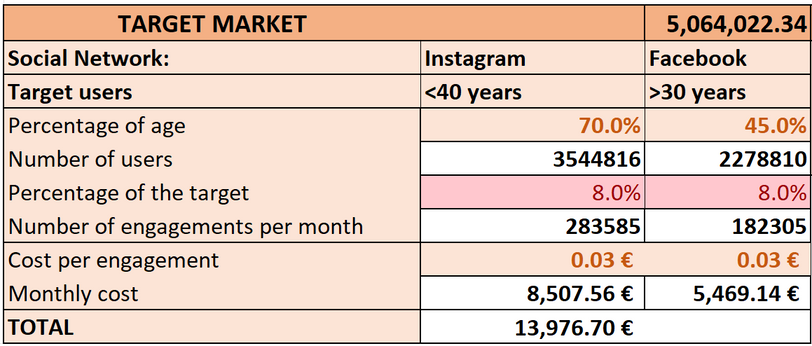 TARGET MARKET 5,064,022.34
Social Network: Instagram Facebook
Target users <40 years >30 years
Percentage of age 70.0% 45.0%
Number of users 3544816 2278810
Percentage of the target 8.0% 8.0%
Number of engagements per month 283585 182305
Cost per engagement 0.03 € 0.03 €
Monthly cost 8,507.56 € 5,469.14 €
TOTAL 13,976.70 €